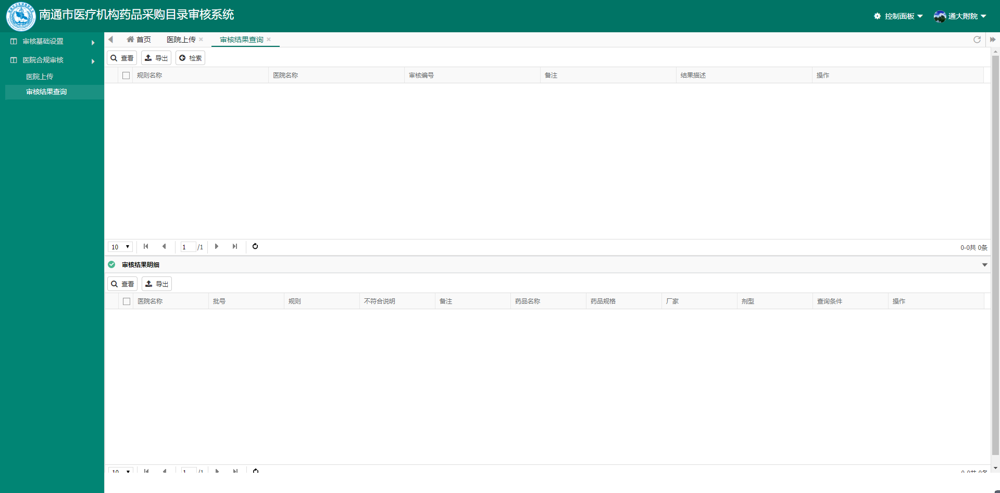 南通市医疗机构药品采购目录审核系统
控制面板
通大附院
审核基础设置
医院合规审核
医院上传
审核结果查询
首页
医院上传
审核结果查询
查看
导出
检索
规则名称 医院名称 审核编号 备注 结果描述 操作
10 1 /1 0-0共 0条
审核结果明细
查看
导出
医院名称 批号 规则 不符合说明 备注 药品名称 药品规格 厂家 剂型 查询条件 操作
10 1 /1 0-0共 0条